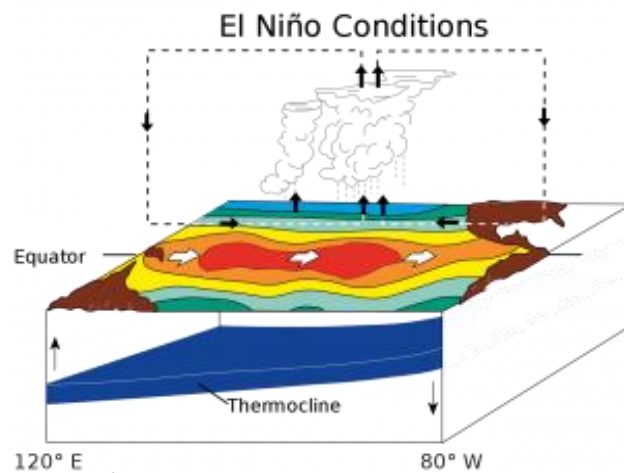 El Niño Conditions
Equator
Thermocline
120° E
80° W